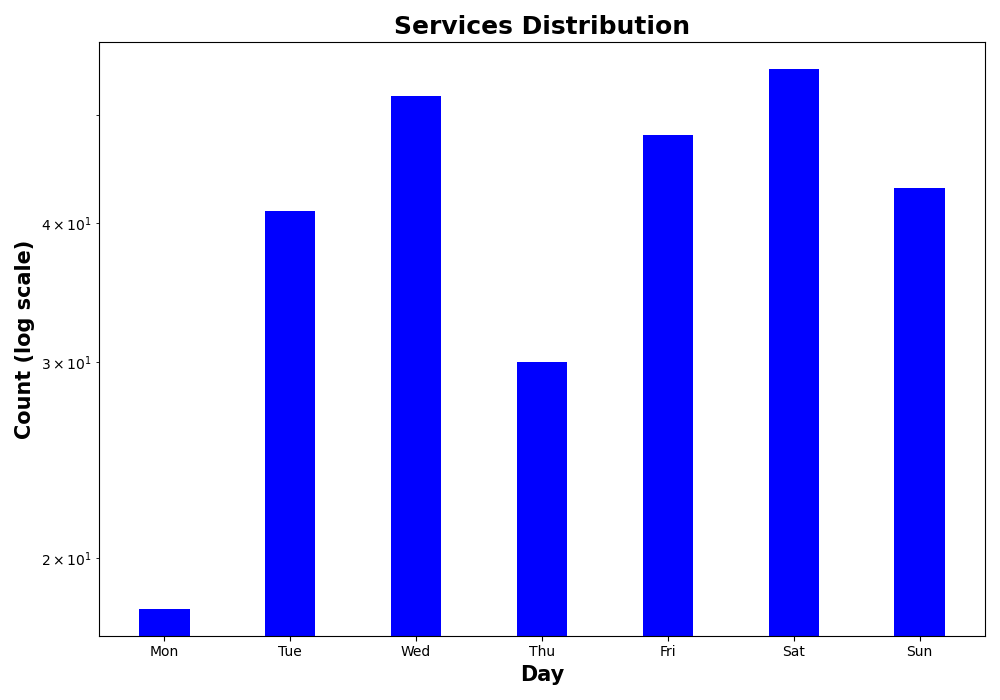 Services Distribution
Count (log scale)
4 × 10¹
3 × 10¹
2 × 10¹
Mon Tue Wed Thu Fri Sat Sun
Day